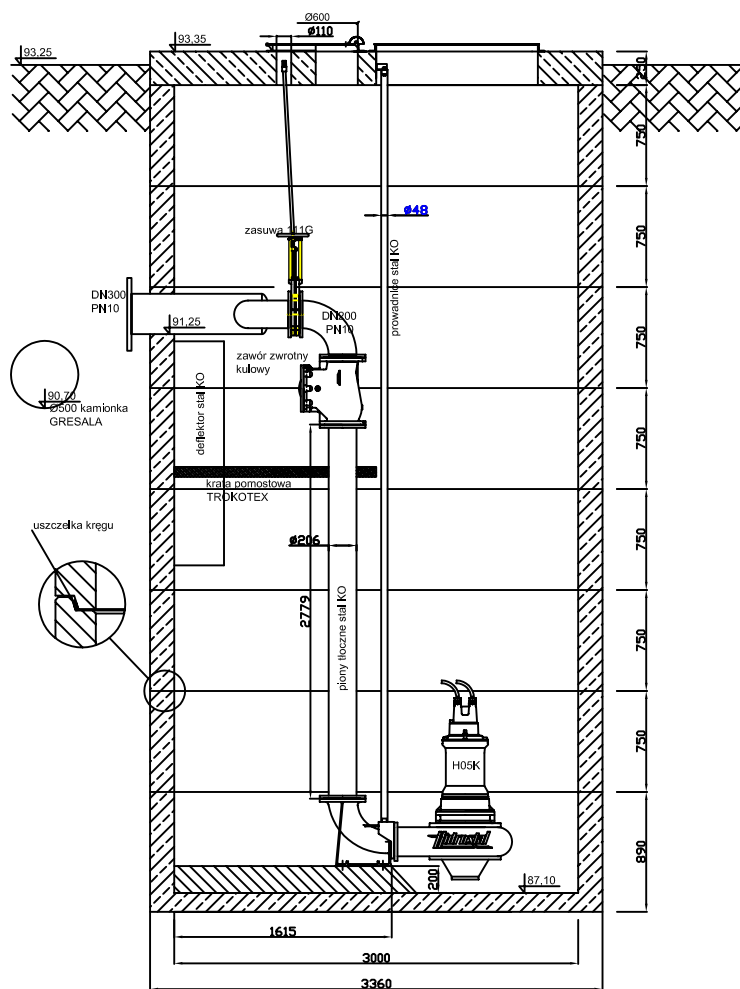 Ø600
Ø110
93,35
93,25
250
750
Ø48
zasuwa 111G
750
prowadnice stal KO
DN300
PN10
DN200
PN10
91,25
750
zawór zwrotny
kulowy
deflektor stal KO
90,70
Ø500 kamionka
GRESALA
750
krata pomostowa
TROKOTEX
uszczelka kręgu
Ø206
750
2779
piony tłoczne stal KO
750
750
H05K
Hidrostal
890
200
87,10
1615
3000
3360